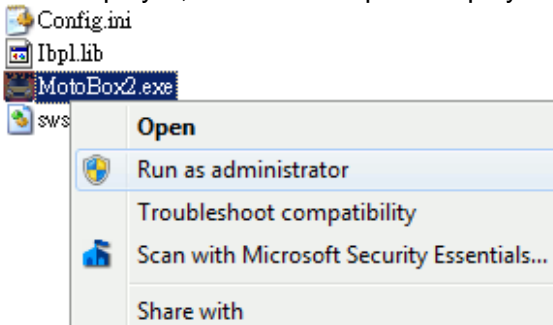 Config.ini
Ibpl.lib
MotoBox2.exe
sws
Open
Run as administrator
Troubleshoot compatibility
Scan with Microsoft Security Essentials...
Share with